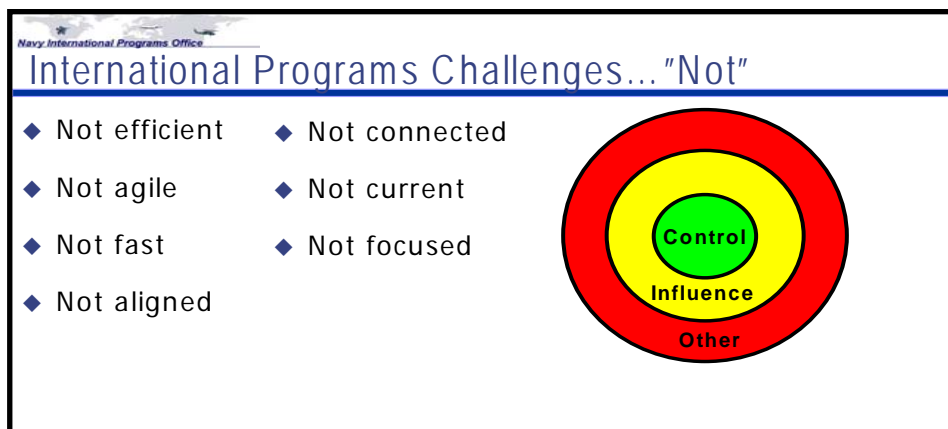 Navy International Programs Office
International Programs Challenges..."Not"
Not efficient
Not agile
Not fast
Not aligned
Not connected
Not current
Not focused
Control
Influence
Other